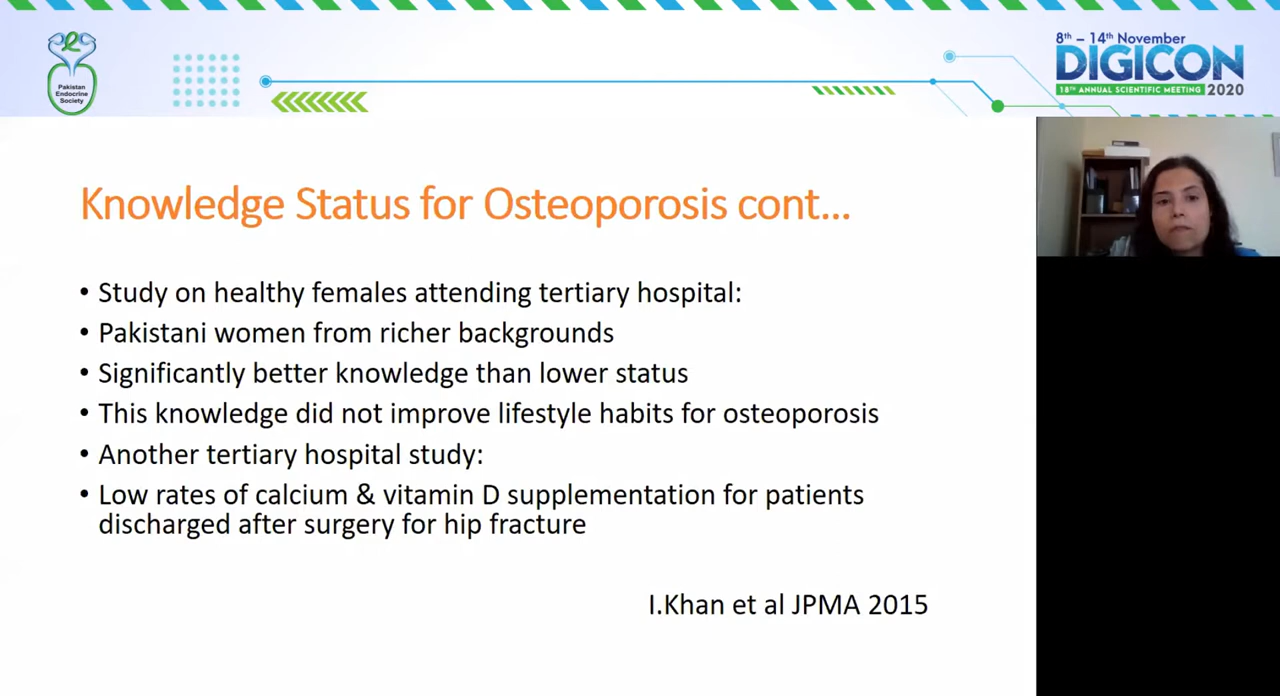 Pakistan
Endocrine
Society
8th – 14th November
DIGICON
18TH ANNUAL SCIENTIFIC MEETING 2020
Knowledge Status for Osteoporosis cont...
• Study on healthy females attending tertiary hospital:
• Pakistani women from richer backgrounds
• Significantly better knowledge than lower status
• This knowledge did not improve lifestyle habits for osteoporosis
• Another tertiary hospital study:
• Low rates of calcium & vitamin D supplementation for patients
discharged after surgery for hip fracture
I.Khan et al JPMA 2015